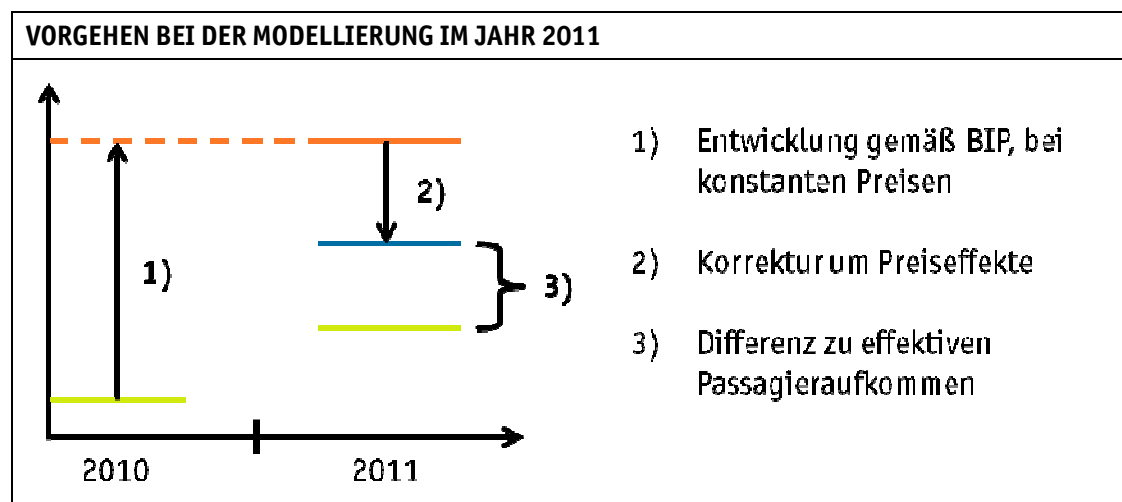 VORGEHEN BEI DER MODELLIERUNG IM JAHR 2011
1) Entwicklung gemäß BIP, bei
konstanten Preisen
2) Korrektur um Preiseffekte
3) Differenz zu effektiven
Passagieraufkommen
1)
2)
3)
2010
2011